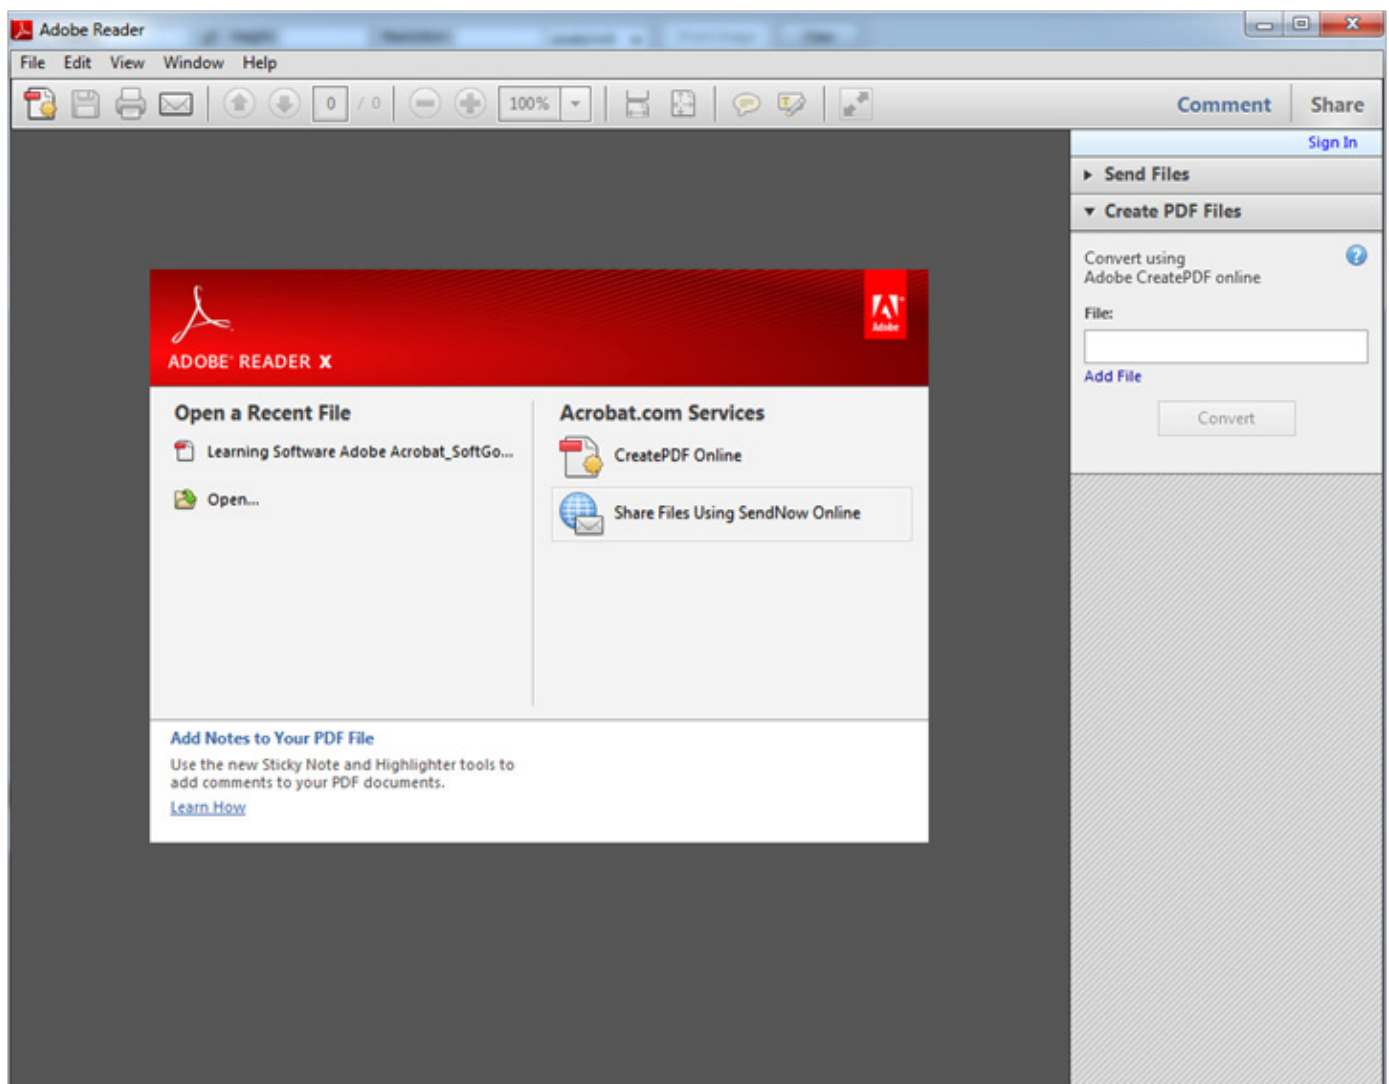 Adobe Reader
File Edit View Window Help
0 / 0 100% Comment Share
Sign In
Send Files
Create PDF Files
Convert using
Adobe CreatePDF online
File:
Add File
Convert
Adobe
ADOBE® READER X
Open a Recent File
Learning Software Adobe Acrobat_SoftGo...
Open...
Acrobat.com Services
CreatePDF Online
Share Files Using SendNow Online
Add Notes to Your PDF File
Use the new Sticky Note and Highlighter tools to
add comments to your PDF documents.
Learn How